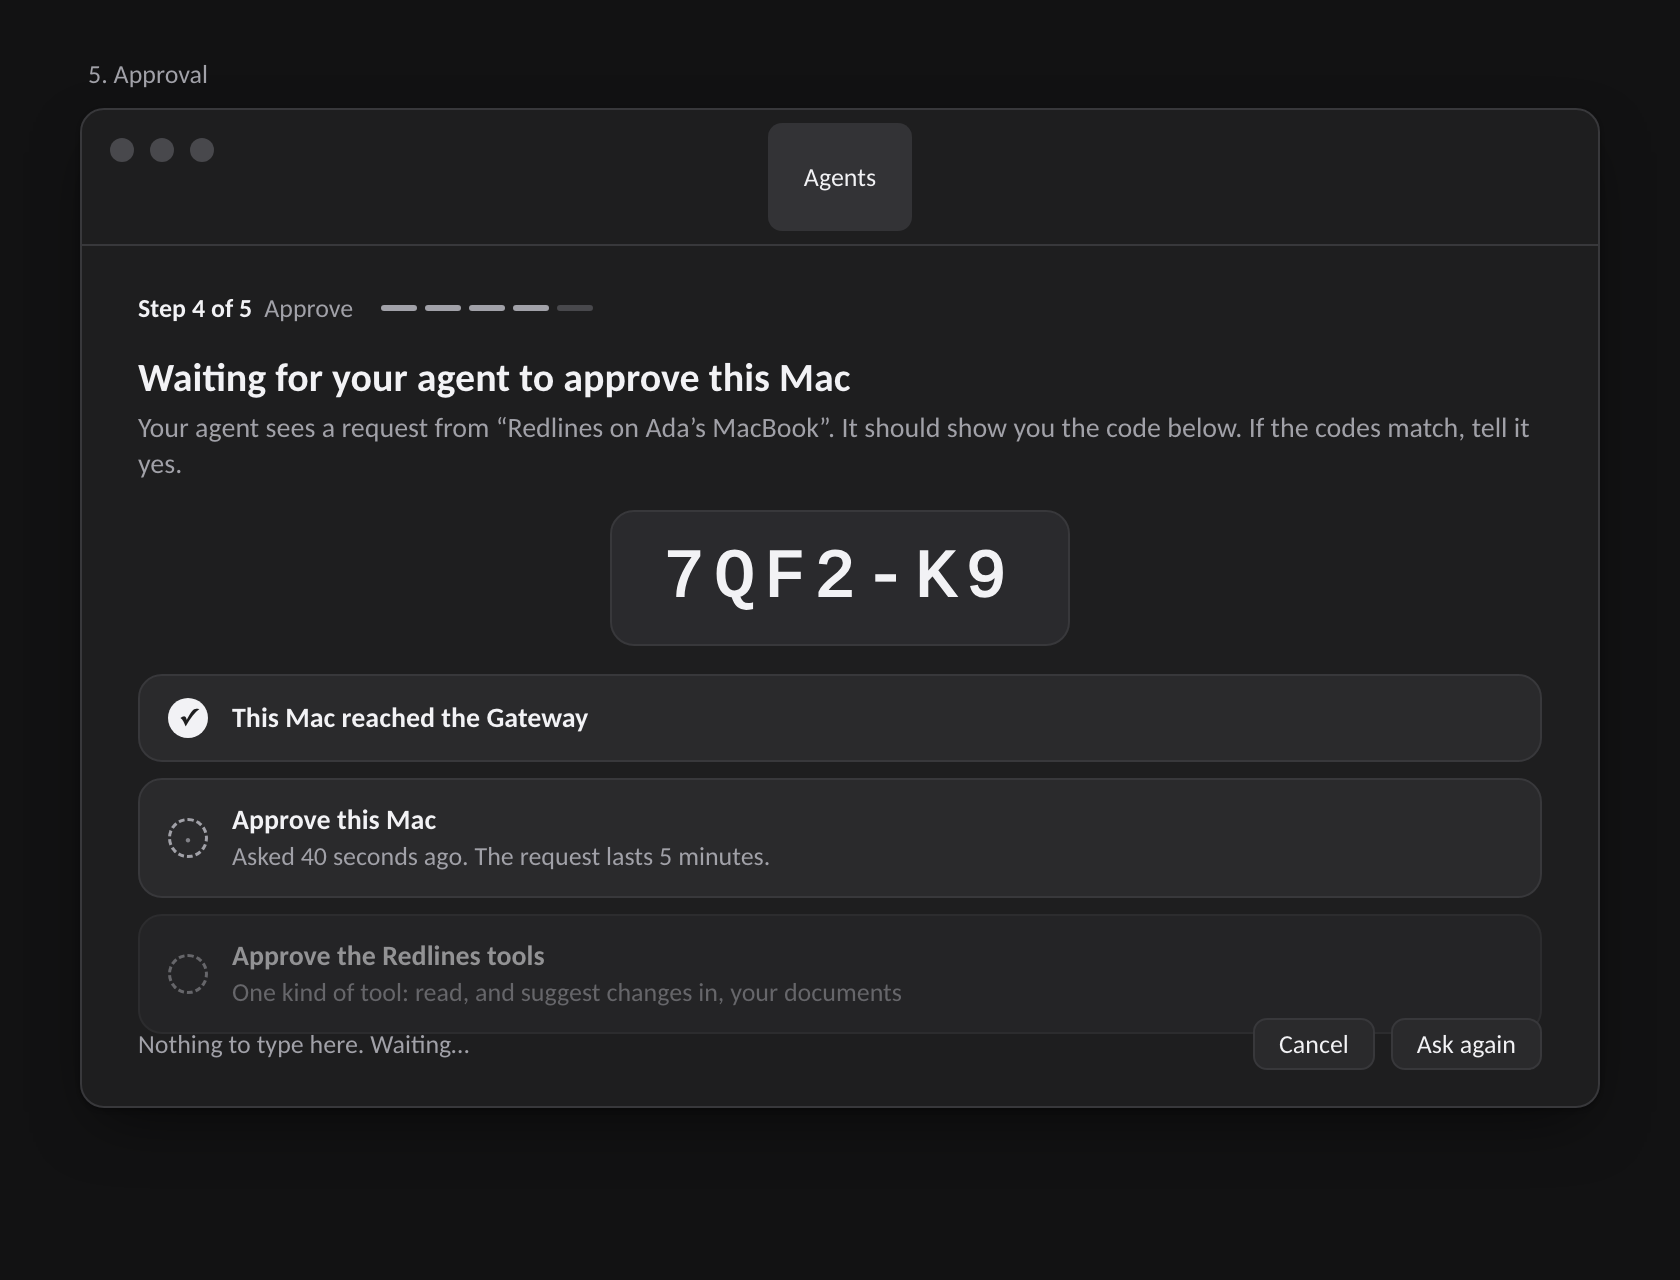 5. Approval
Agents
Step 4 of 5 Approve
Waiting for your agent to approve this Mac
Your agent sees a request from “Redlines on Ada’s MacBook”. It should show you the code below. If the codes match, tell it
yes.
7QF2-K9
This Mac reached the Gateway
Approve this Mac
Asked 40 seconds ago. The request lasts 5 minutes.
Approve the Redlines tools
One kind of tool: read, and suggest changes in, your documents
Nothing to type here. Waiting…
Cancel
Ask again